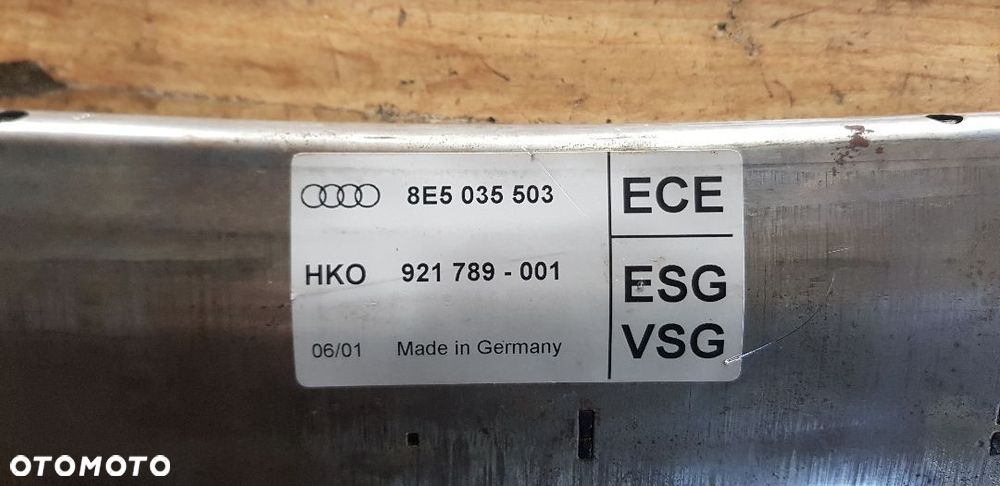 8E5 035 503
ECE
HKO 921 789 - 001
ESG
VSG
06/01 Made in Germany
OTOMOTO